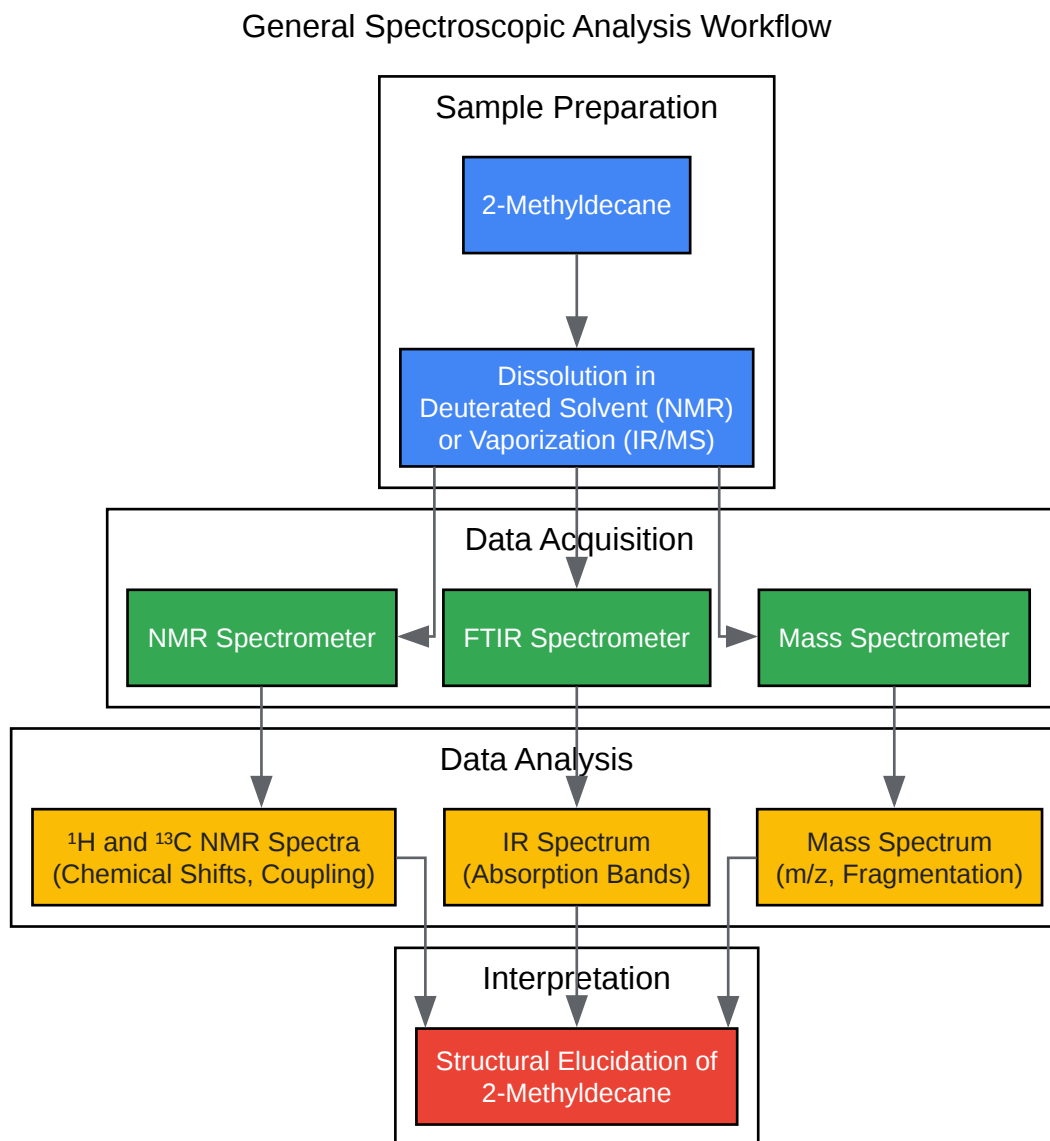 General Spectroscopic Analysis Workflow
Sample Preparation
2-Methyldecane
Dissolution in
Deuterated Solvent (NMR)
or Vaporization (IR/MS)
Data Acquisition
NMR Spectrometer
FTIR Spectrometer
Mass Spectrometer
Data Analysis
¹H and ¹³C NMR Spectra
(Chemical Shifts, Coupling)
IR Spectrum
(Absorption Bands)
Mass Spectrum
(m/z, Fragmentation)
Interpretation
Structural Elucidation of
2-Methyldecane